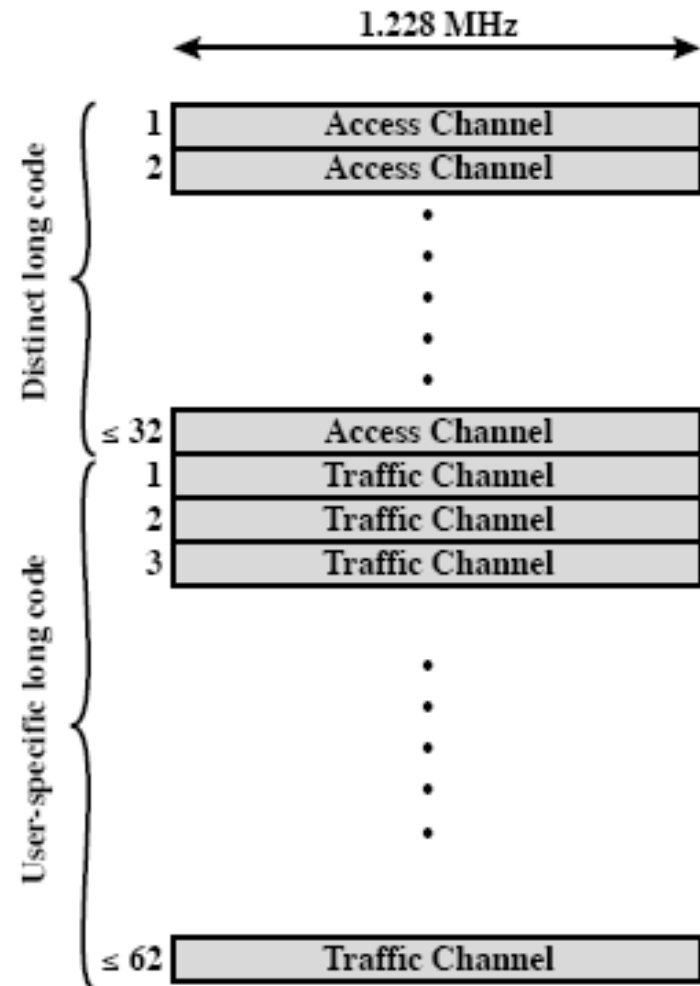 1.228 MHz
Distinct long code
1 Access Channel
2 Access Channel
≤ 32 Access Channel
User-specific long code
1 Traffic Channel
2 Traffic Channel
3 Traffic Channel
≤ 62 Traffic Channel